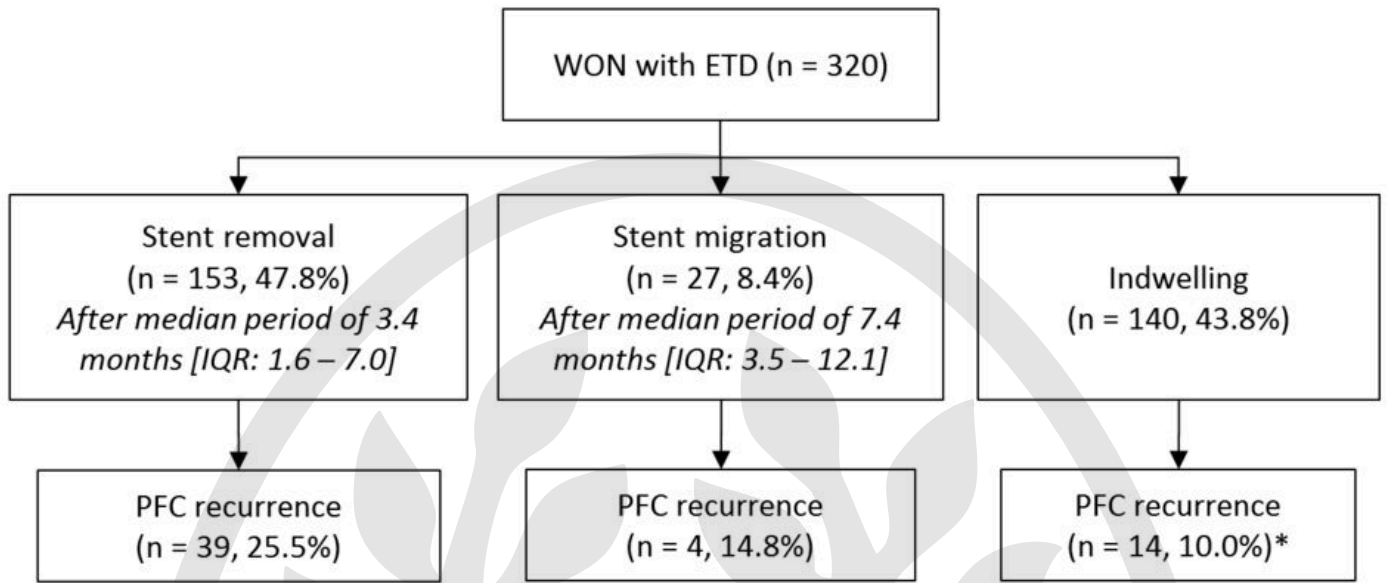 WON with ETD (n = 320)
Stent removal
(n = 153, 47.8%)
After median period of 3.4
months [IQR: 1.6 – 7.0]
Stent migration
(n = 27, 8.4%)
After median period of 7.4
months [IQR: 3.5 – 12.1]
Indwelling
(n = 140, 43.8%)
PFC recurrence
(n = 39, 25.5%)
PFC recurrence
(n = 4, 14.8%)
PFC recurrence
(n = 14, 10.0%)*